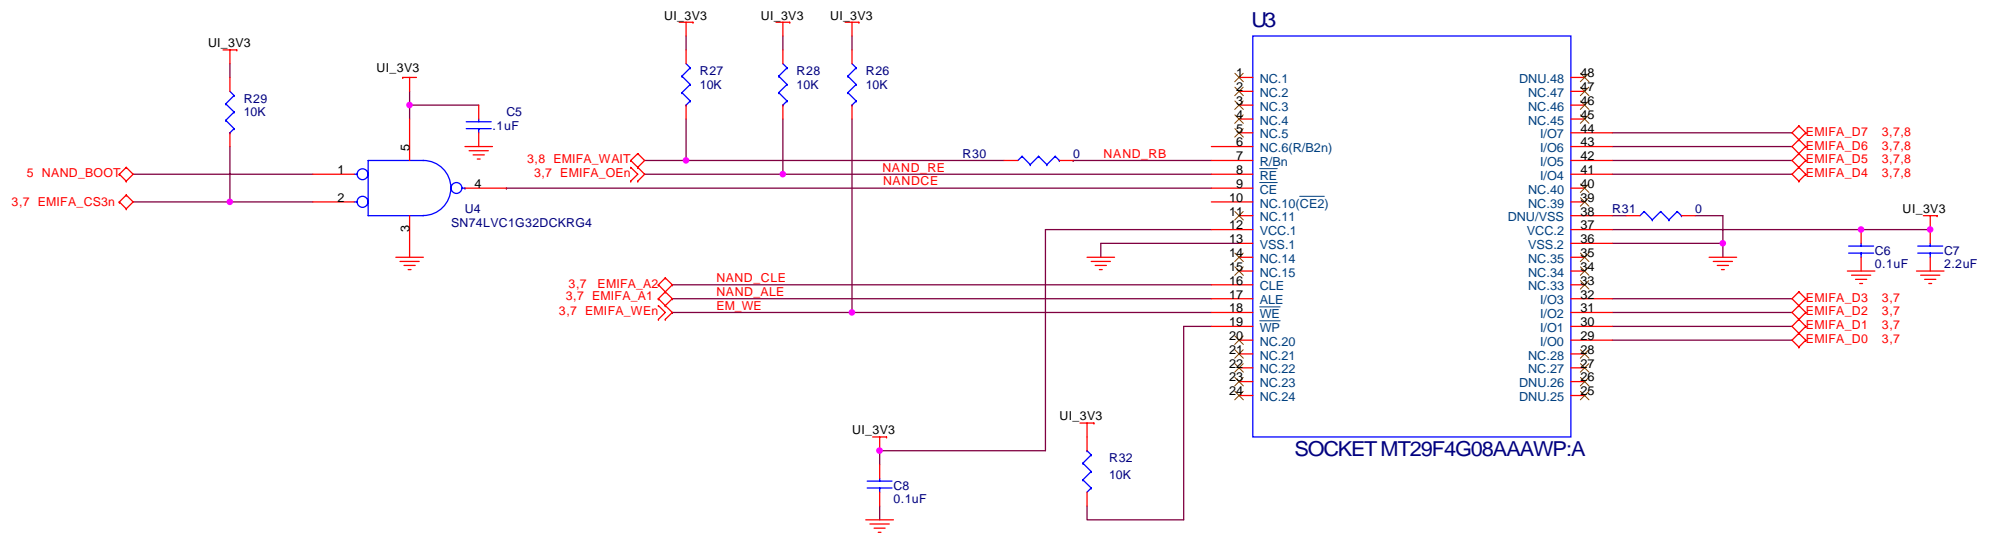 UI_3V3 UI_3V3 UI_3V3
U3
UI_3V3
UI_3V3
R27
10K
R28
10K
R26
10K
R29
10K
C5
.1uF
5 NAND_BOOT
3,7 EMIFA_CS3n
1
2
5
3
4
U4
SN74LVC1G32DCKRG4
3,8 EMIFA_WAIT
3,7 EMIFA_OEn
R30 0 NAND_RB
NAND_RE
NANDCE
3,7 EMIFA_A2 NAND_CLE
3,7 EMIFA_A1 NAND_ALE
3,7 EMIFA_WEn EM_WE
1 NC.1
2 NC.2
3 NC.3
4 NC.4
5 NC.5
6 NC.6(R/B2n)
7 R/Bn
8 RE
9 CE
10 NC.10(CE2)
11 NC.11
12 VCC.1
13 VSS.1
14 NC.14
15 NC.15
16 CLE
17 ALE
18 WE
19 WP
20 NC.20
21 NC.21
22 NC.22
23 NC.23
24 NC.24
DNU.48 48
NC.47 47
NC.46 46
NC.45 45
I/O7 44 EMIFA_D7 3,7,8
I/O6 43 EMIFA_D6 3,7,8
I/O5 42 EMIFA_D5 3,7,8
I/O4 41 EMIFA_D4 3,7,8
NC.40 40
NC.39 39
DNU/VSS 38 R31 0 UI_3V3
VCC.2 37
VSS.2 36
NC.35 35
NC.34 34
NC.33 33
C6
0.1uF
C7
2.2uF
I/O3 32 EMIFA_D3 3,7
I/O2 31 EMIFA_D2 3,7
I/O1 30 EMIFA_D1 3,7
I/O0 29 EMIFA_D0 3,7
NC.28 28
NC.27 27
DNU.26 26
DNU.25 25
UI_3V3
UI_3V3
C8
0.1uF
R32
10K
SOCKET MT29F4G08AAAWP:A